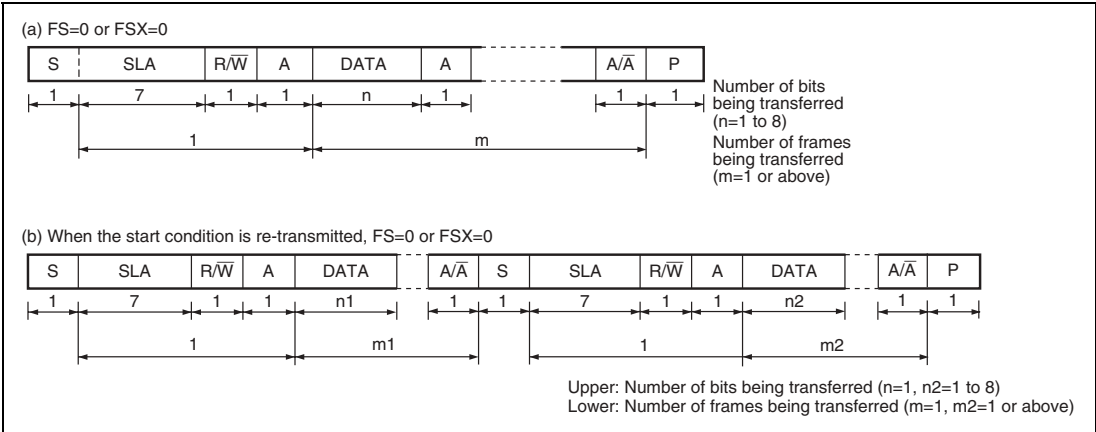 (a) FS=0 or FSX=0
S SLA R/W̅ A DATA A A/A̅ P
1 7 1 1 n 1 1 1
Number of bits
being transferred
(n=1 to 8)
1 m
Number of frames
being transferred
(m=1 or above)
(b) When the start condition is re-transmitted, FS=0 or FSX=0
S SLA R/W̅ A DATA A/A̅ S SLA R/W̅ A DATA A/A̅ P
1 7 1 1 n1 1 1 7 1 1 n2 1 1
1 m1 1 m2
Upper: Number of bits being transferred (n=1, n2=1 to 8)
Lower: Number of frames being transferred (m=1, m2=1 or above)